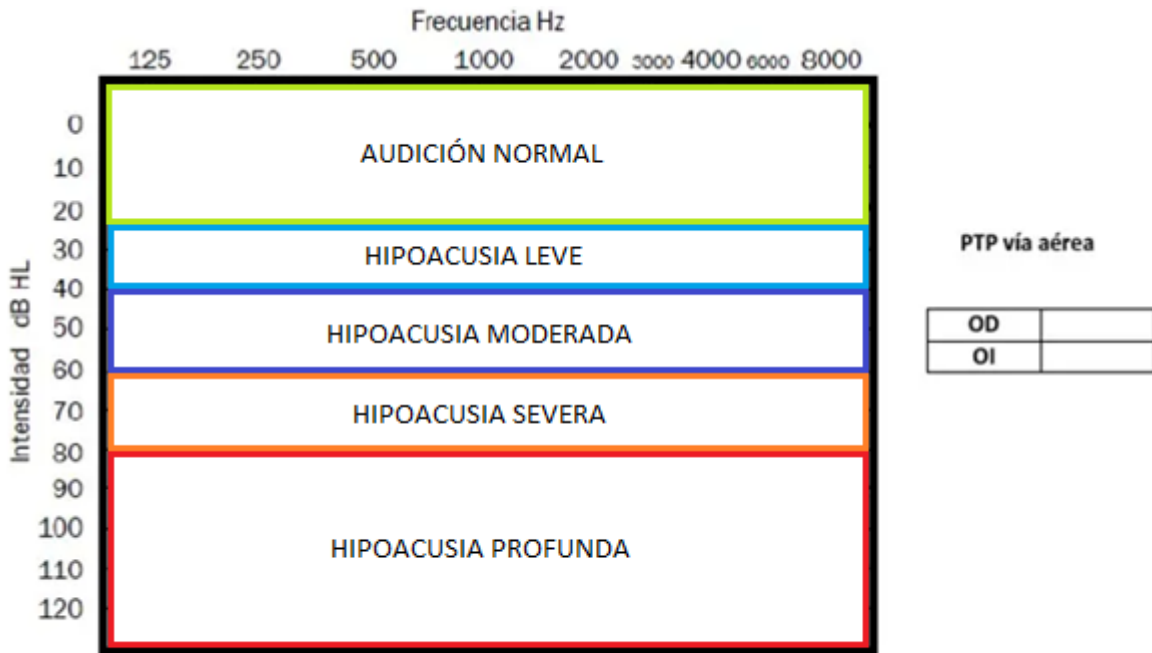 Frecuencia Hz
125 250 500 1000 2000 3000 4000 6000 8000
Intensidad dB HL
0
10
20
30
40
50
60
70
80
90
100
110
120
AUDICIÓN NORMAL
HIPOACUSIA LEVE
HIPOACUSIA MODERADA
HIPOACUSIA SEVERA
HIPOACUSIA PROFUNDA
PTP vía aérea
OD
OI